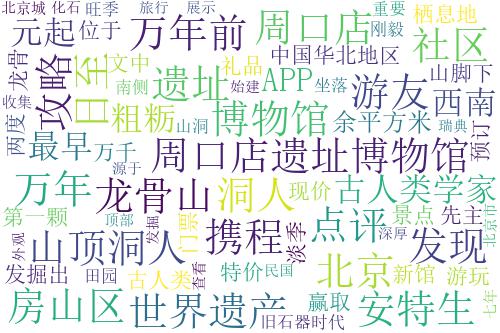 北京城 化石 旺季 旅行 展示 周口店 重要 栖息地
元起 位于 万年前 社区 刚毅
龙骨 攻略 日至 文中 中国华北地区 山脚下
南侧 礼品 APP 坐落 始建 游友 西南
两度 收集 粗粝 遗址 博物馆 余平方米 瑞典 预订
山洞
最早 万千 周口店遗址博物馆
万年 源于 龙骨山 洞人 现价 古人类学家
第一颗 顶部 点评 景点 先主
外观 山顶洞人 发掘 门票 携程 淡季 深厚 发现 北京市
发掘出 田园 古人类 查看 特价 民国 北京 新馆 游玩
房山区 世界遗产 赢取 安特生 七年
旧石器时代